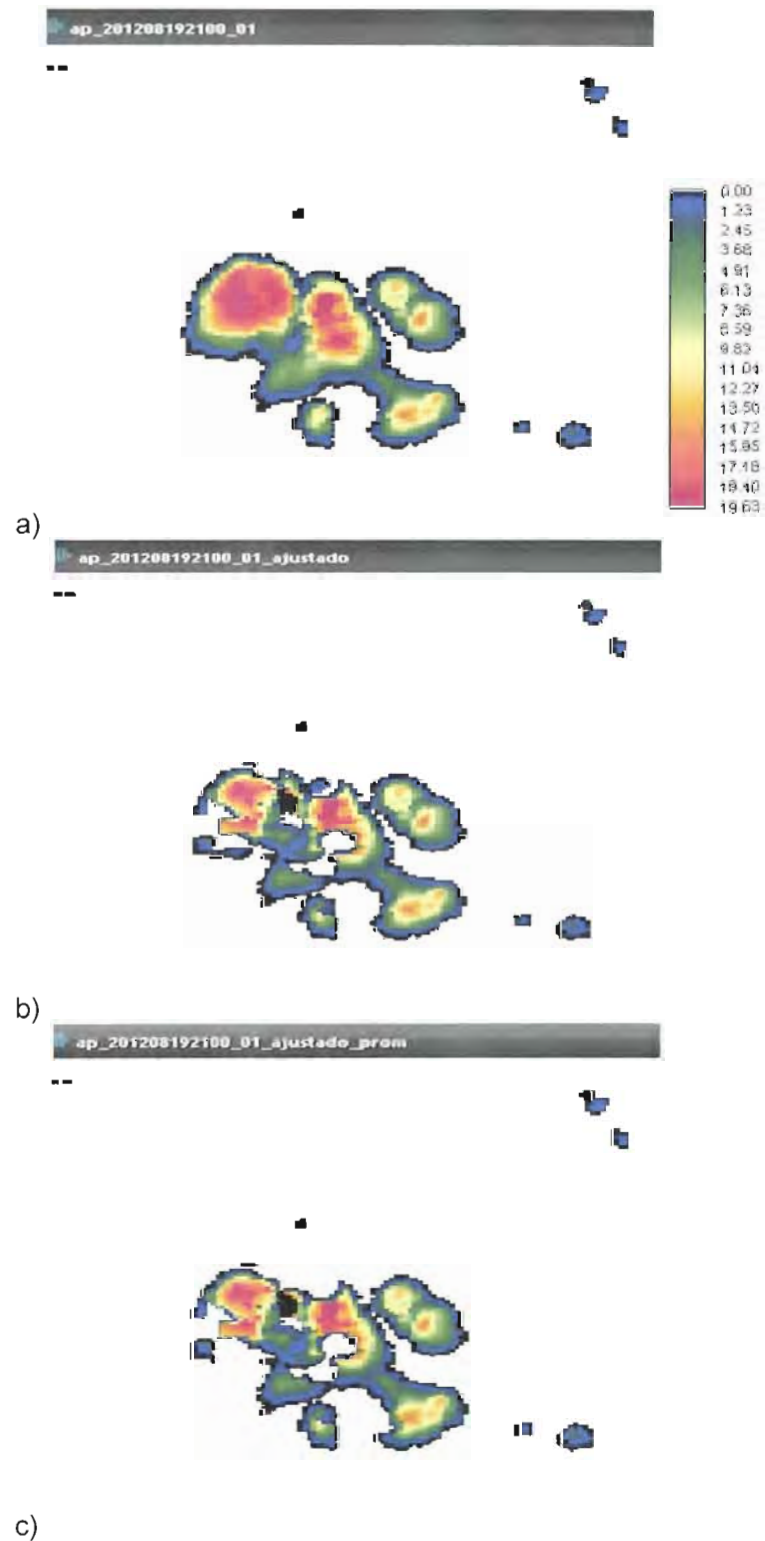 ap_201208192100_01
0.00
1.23
2.45
3.68
4.91
6.13
7.36
8.59
9.82
11.04
12.27
13.50
14.72
15.95
17.18
18.40
19.63
a)
ap_201208192100_01_ajustado
b)
ap_201208192100_01_ajustado_prom
c)